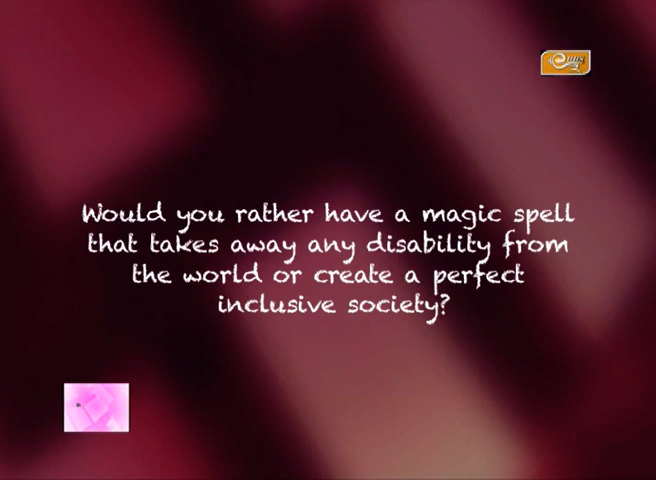 Would you rather have a magic spell
that takes away any disability from
the world or create a perfect
inclusive society?